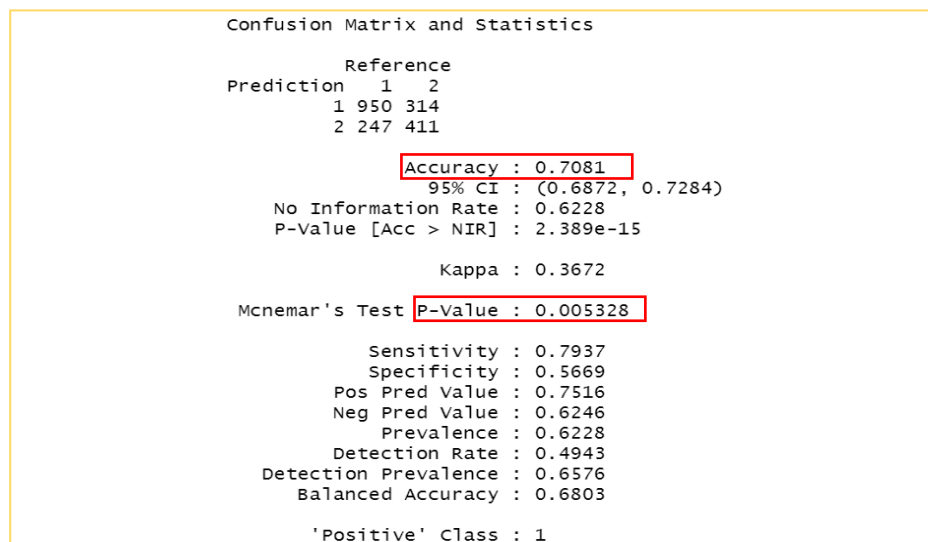 Confusion Matrix and Statistics
Reference
Prediction 1 2
1 950 314
2 247 411
Accuracy : 0.7081
95% CI : (0.6872, 0.7284)
No Information Rate : 0.6228
P-Value [Acc > NIR] : 2.389e-15
Kappa : 0.3672
Mcnemar's Test P-Value : 0.005328
Sensitivity : 0.7937
Specificity : 0.5669
Pos Pred Value : 0.7516
Neg Pred Value : 0.6246
Prevalence : 0.6228
Detection Rate : 0.4943
Detection Prevalence : 0.6576
Balanced Accuracy : 0.6803
'Positive' Class : 1